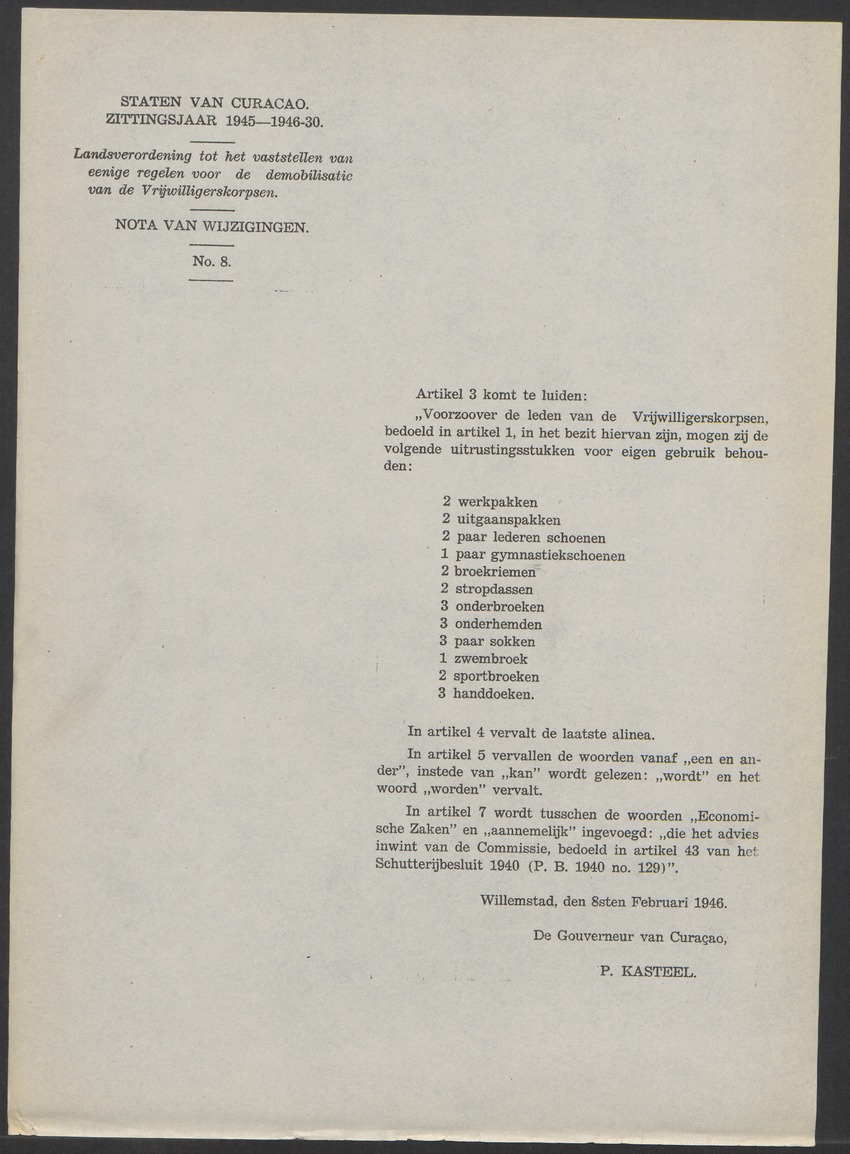 STATEN VAN CURACAO.
ZITTINGSJAAR 1945—1946-30.
Landsverordening tot het vaststellen van
eenige regelen voor de demobilisatie
van de Vrijwilligerskorpsen.
NOTA VAN WIJZIGINGEN.
No. 8.
Artikel 3 komt te luiden:
„Voorzoover de leden van de Vrijwilligerskorpsen,
bedoeld in artikel 1, in het bezit hiervan zijn, mogen zij de
volgende uitrustingsstukken voor eigen gebruik behou-
den:
2 werkpakken
2 uitgaanspakken
2 paar lederen schoenen
1 paar gymnastiekschoenen
2 broekriemen
2 stropdassen
3 onderbroeken
3 onderhemden
3 paar sokken
1 zwembroek
2 sportbroeken
3 handdoeken.
In artikel 4 vervalt de laatste alinea.
In artikel 5 vervallen de woorden vanaf „een en an-
der”, instede van „kan” wordt gelezen: „wordt” en het
woord „worden” vervalt.
In artikel 7 wordt tusschen de woorden „Economi-
sche Zaken” en „aannemelijk” ingevoegd: „die het advies
inwint van de Commissie, bedoeld in artikel 43 van het
Schutterijbesluit 1940 (P. B. 1940 no. 129)”.
Willemstad, den 8sten Februari 1946.
De Gouverneur van Curaçao,
P. KASTEEL.